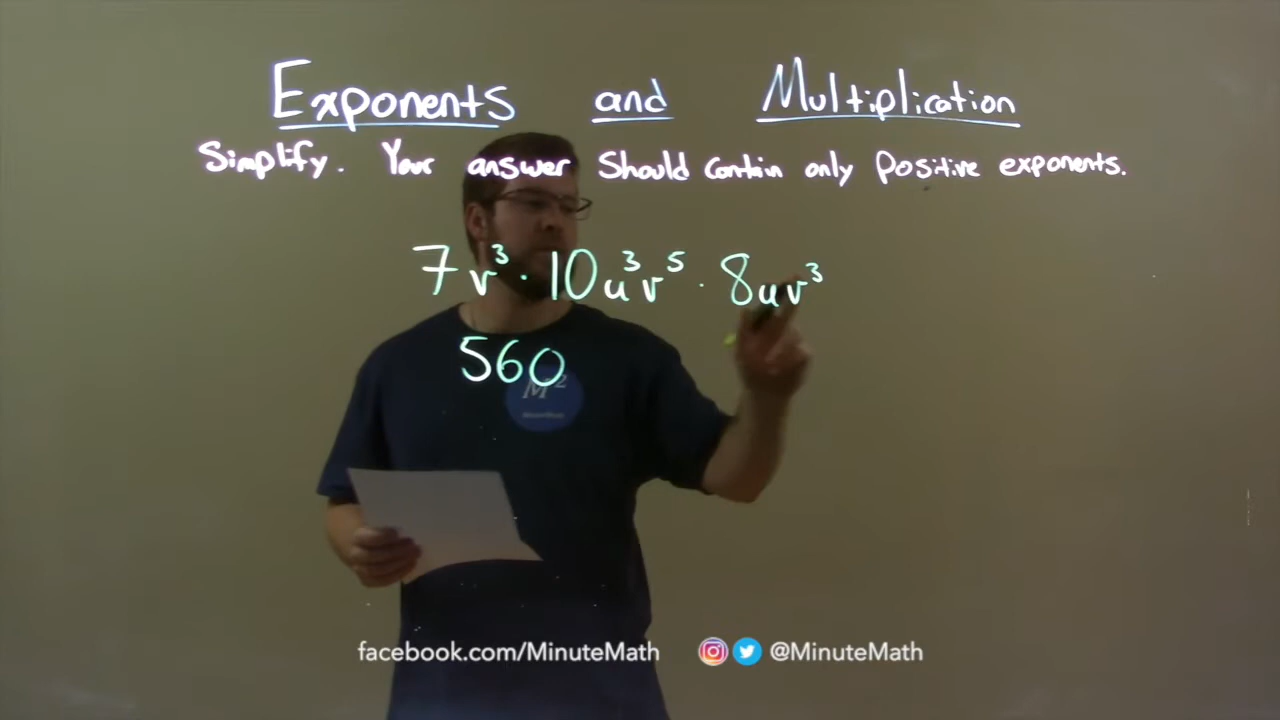 Exponents and Multiplication
Simplify. Your answer should contain only positive exponents.
7v³ · 10u³v⁵ · 8uv³
560
M²
facebook.com/MinuteMath @MinuteMath